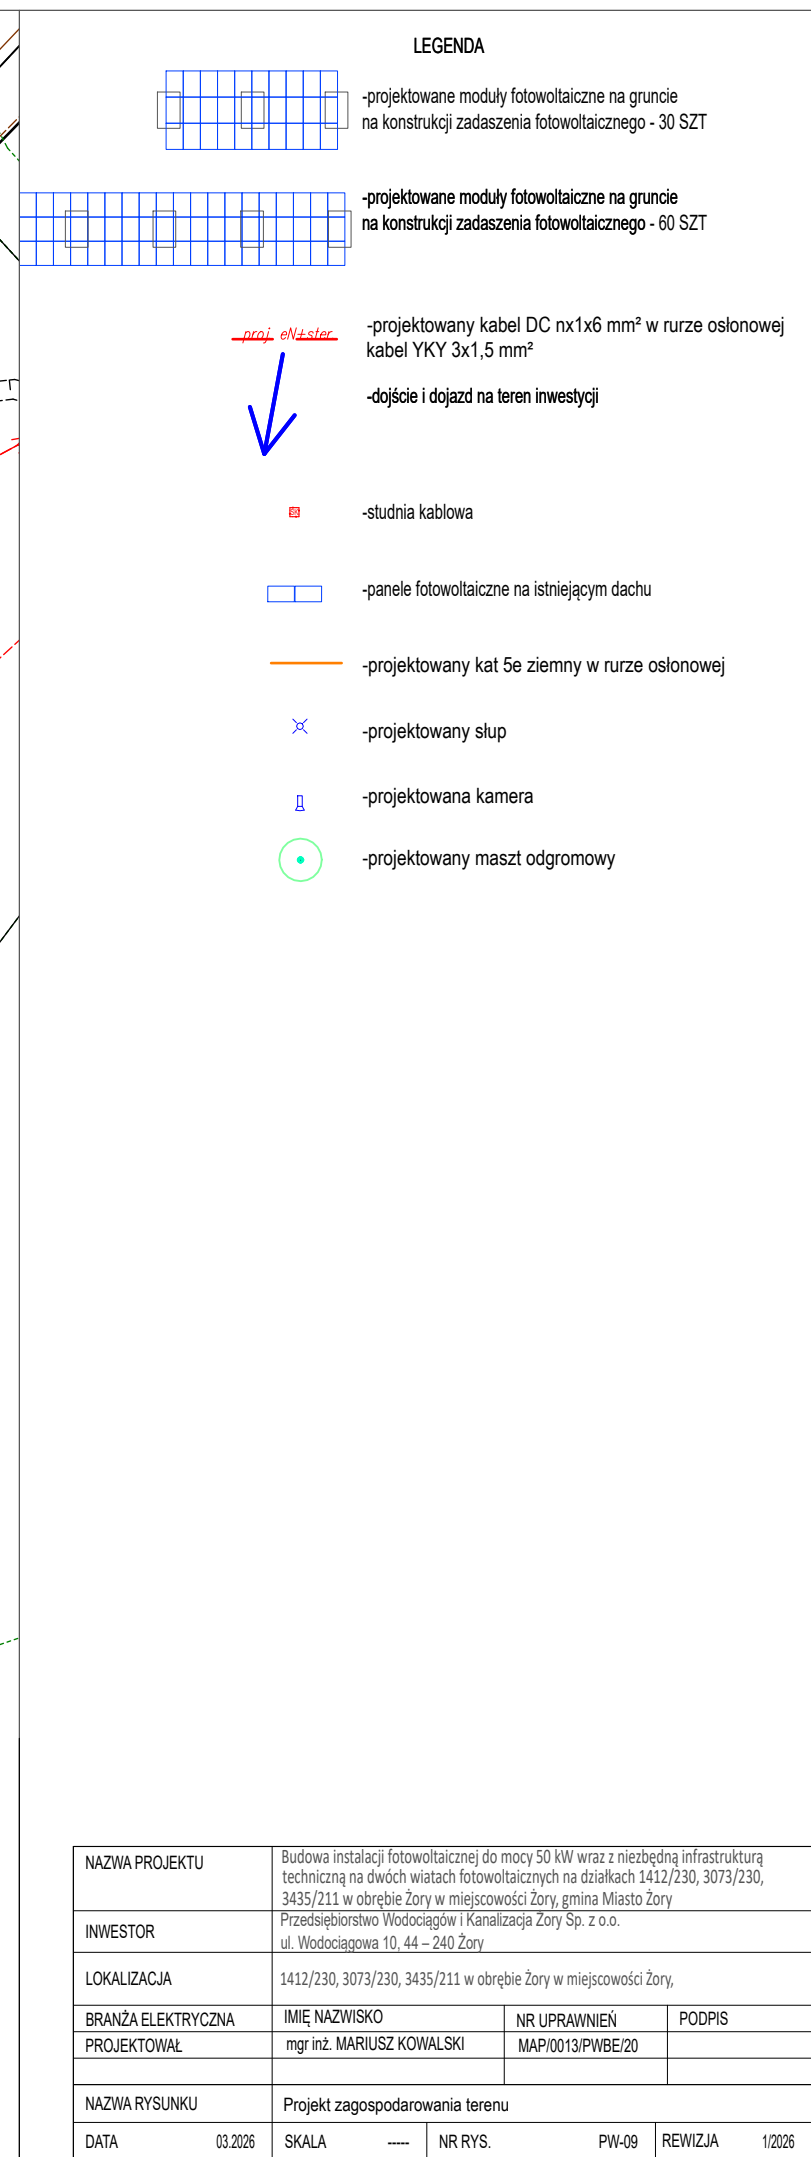 LEGENDA
-projektowane moduły fotowoltaiczne na gruncie
na konstrukcji zadaszenia fotowoltaicznego - 30 SZT
-projektowane moduły fotowoltaiczne na gruncie
na konstrukcji zadaszenia fotowoltaicznego - 60 SZT
proj eN+ster
-projektowany kabel DC nx1x6 mm² w rurze osłonowej
kabel YKY 3x1,5 mm²
-dojście i dojazd na teren inwestycji
-studnia kablowa
-panele fotowoltaiczne na istniejącym dachu
-projektowany kat 5e ziemny w rurze osłonowej
-projektowany słup
-projektowana kamera
-projektowany maszt odgromowy
NAZWA PROJEKTU
Budowa instalacji fotowoltaicznej do mocy 50 kW wraz z niezbędną infrastrukturą
techniczną na dwóch wiatach fotowoltaicznych na działkach 1412/230, 3073/230,
3435/211 w obrębie Żory w miejscowości Żory, gmina Miasto Żory
INWESTOR
Przedsiębiorstwo Wodociągów i Kanalizacja Żory Sp. z o.o.
ul. Wodociągowa 10, 44 – 240 Żory
LOKALIZACJA
1412/230, 3073/230, 3435/211 w obrębie Żory w miejscowości Żory,
BRANŻA ELEKTRYCZNA IMIĘ NAZWISKO NR UPRAWNIEŃ PODPIS
PROJEKTOWAŁ mgr inż. MARIUSZ KOWALSKI MAP/0013/PWBE/20
NAZWA RYSUNKU Projekt zagospodarowania terenu
DATA 03.2026 SKALA ----- NR RYS. PW-09 REWIZJA 1/2026